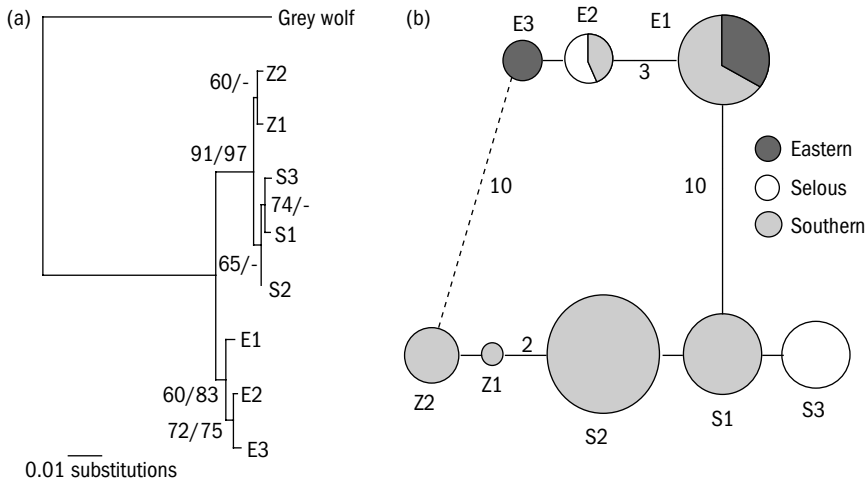 (a)
Grey wolf
Z2
60/-
Z1
91/97
S3
74/-
S1
65/-
S2
E1
60/83
E2
72/75
E3
0.01 substitutions
(b)
E3
E2
E1
3
10
10
Eastern
Selous
Southern
2
Z2
Z1
S2
S1
S3